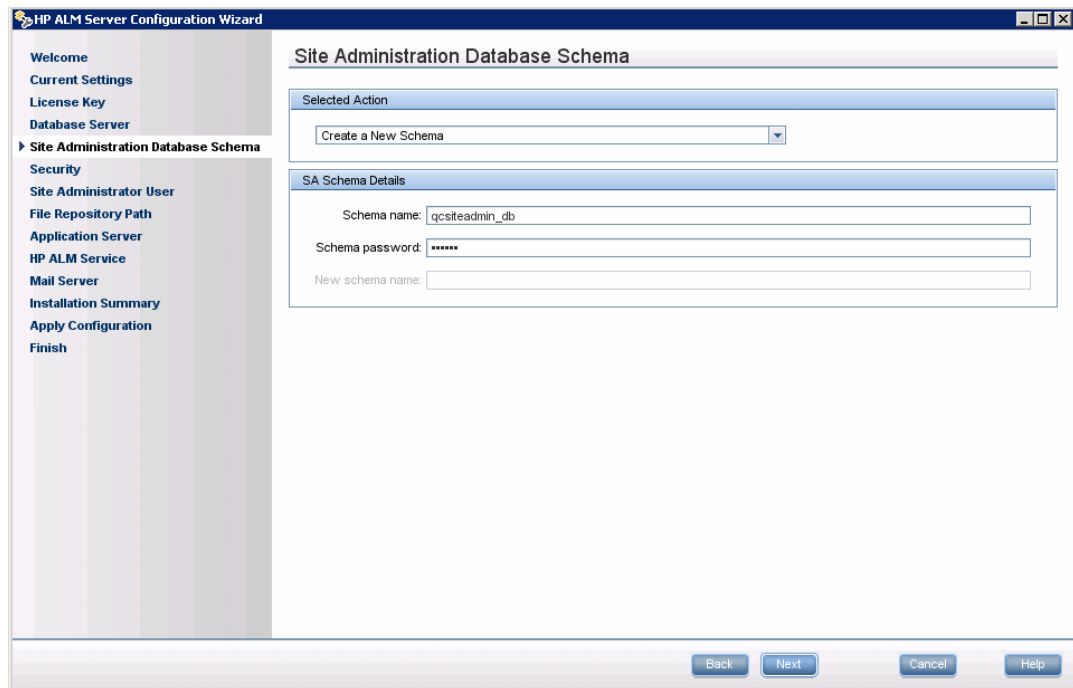 HP ALM Server Configuration Wizard
Welcome
Current Settings
License Key
Database Server
Site Administration Database Schema
Security
Site Administrator User
File Repository Path
Application Server
HP ALM Service
Mail Server
Installation Summary
Apply Configuration
Finish
Site Administration Database Schema
Selected Action
Create a New Schema
SA Schema Details
Schema name: qcsiteadmin_db
Schema password: ••••••
New schema name:
Back Next Cancel Help